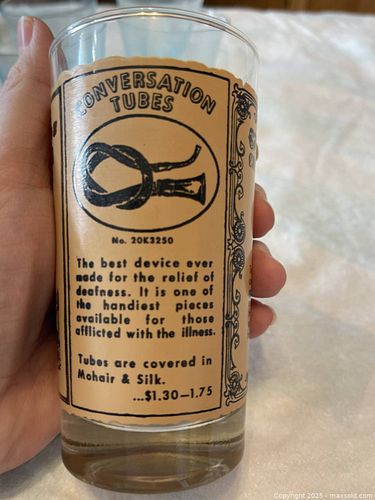 CONVERSATION
TUBES
No. 20K3250
The best device ever
made for the relief of
deafness. It is one of
the handiest pieces
available for those
afflicted with the illness.
Tubes are covered in
Mohair & Silk.
...$1.30—1.75
Copyright 2025 - maxsold.com